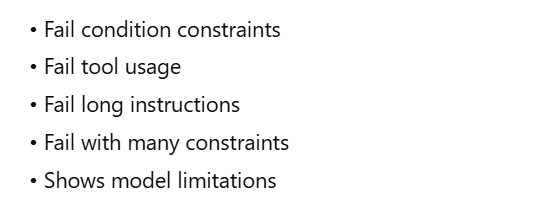 • Fail condition constraints
• Fail tool usage
• Fail long instructions
• Fail with many constraints
• Shows model limitations